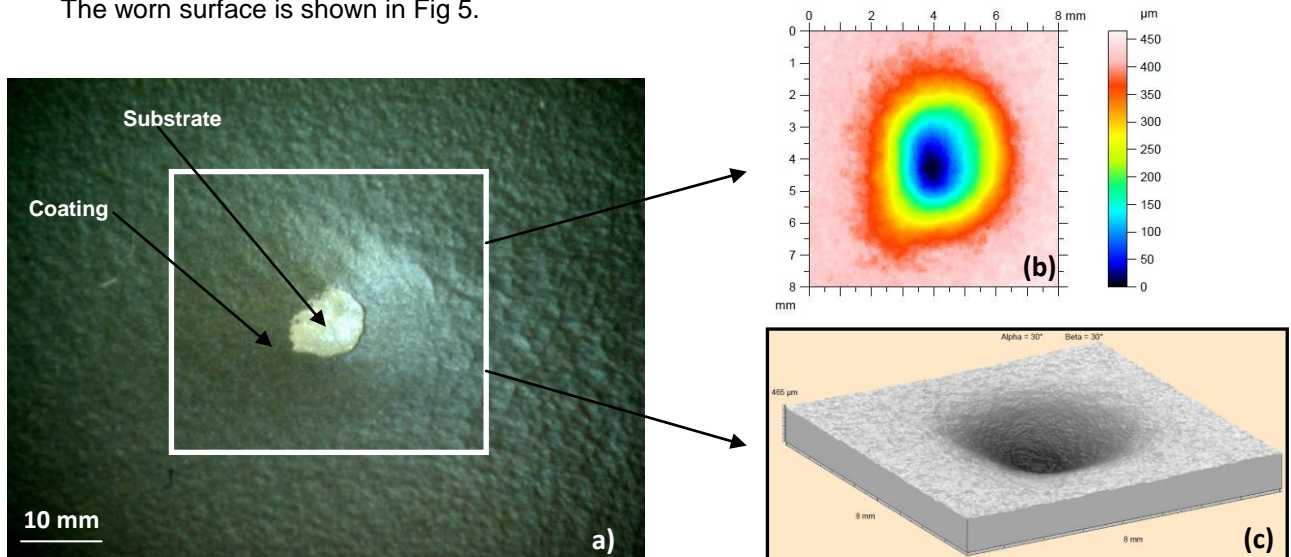 The worn surface is shown in Fig 5.
Substrate
Coating
10 mm
a)
0 2 4 6 8 mm
µm
0
1
2
3
4
5
6
7
8
mm
(b)
450
400
350
300
250
200
150
100
50
0
Alpha = 30° Beta = 30°
465 µm
8 mm
8 mm
(c)